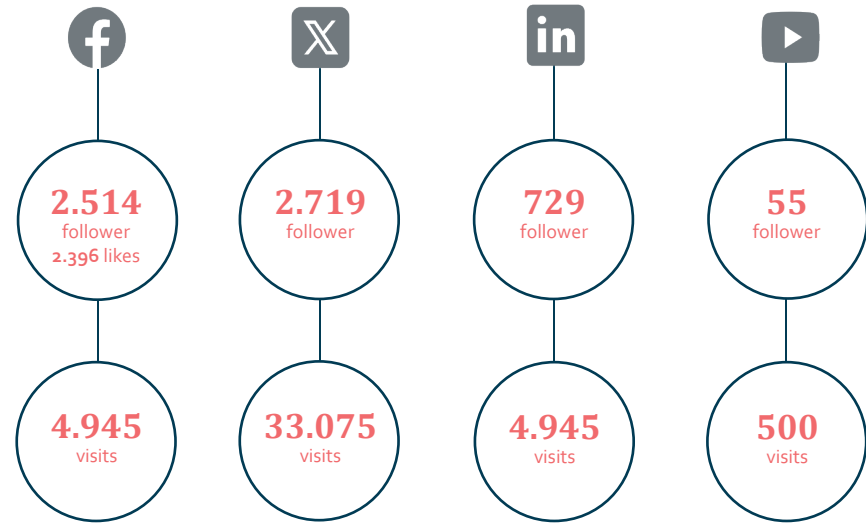 2.514
follower
2.396 likes
2.719
follower
729
follower
55
follower
4.945
visits
33.075
visits
4.945
visits
500
visits